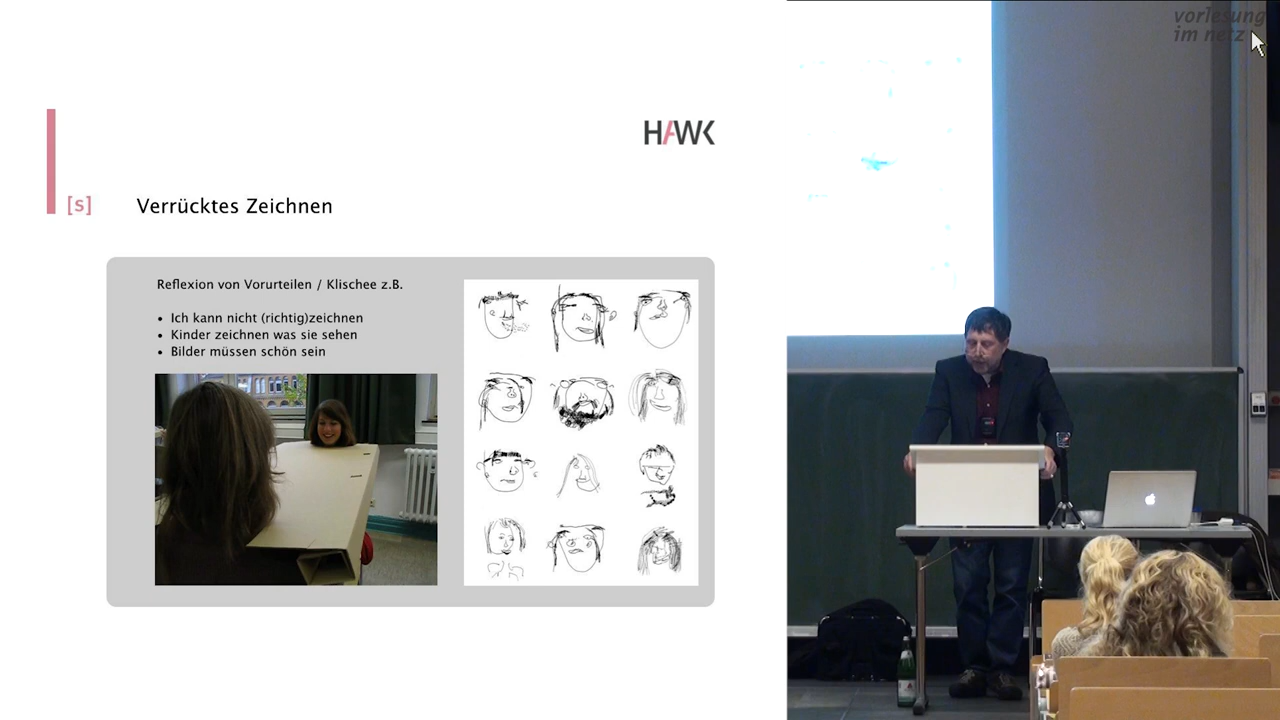 vorlesung
im netz
HAWK
[s]
Verrücktes Zeichnen
Reflexion von Vorurteilen / Klischee z.B.
• Ich kann nicht (richtig)zeichnen
• Kinder zeichnen was sie sehen
• Bilder müssen schön sein